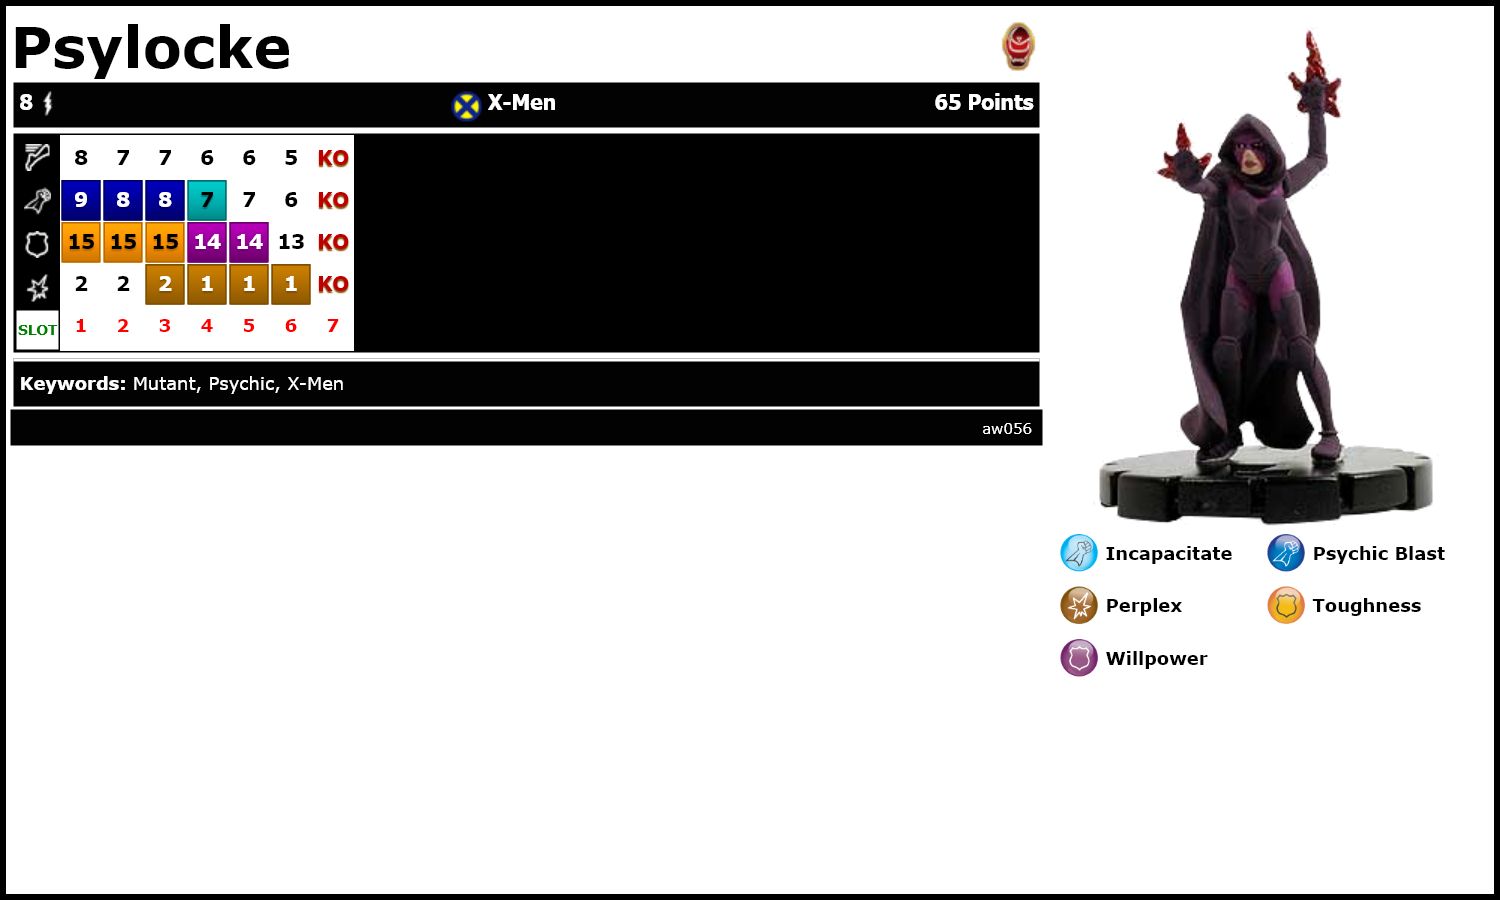 Psylocke
8 X-Men 65 Points
8 7 7 6 6 5 KO
9 8 8 7 7 6 KO
15 15 15 14 14 13 KO
2 2 2 1 1 1 KO
SLOT 1 2 3 4 5 6 7
Keywords: Mutant, Psychic, X-Men
aw056
Incapacitate Psychic Blast
Perplex Toughness
Willpower